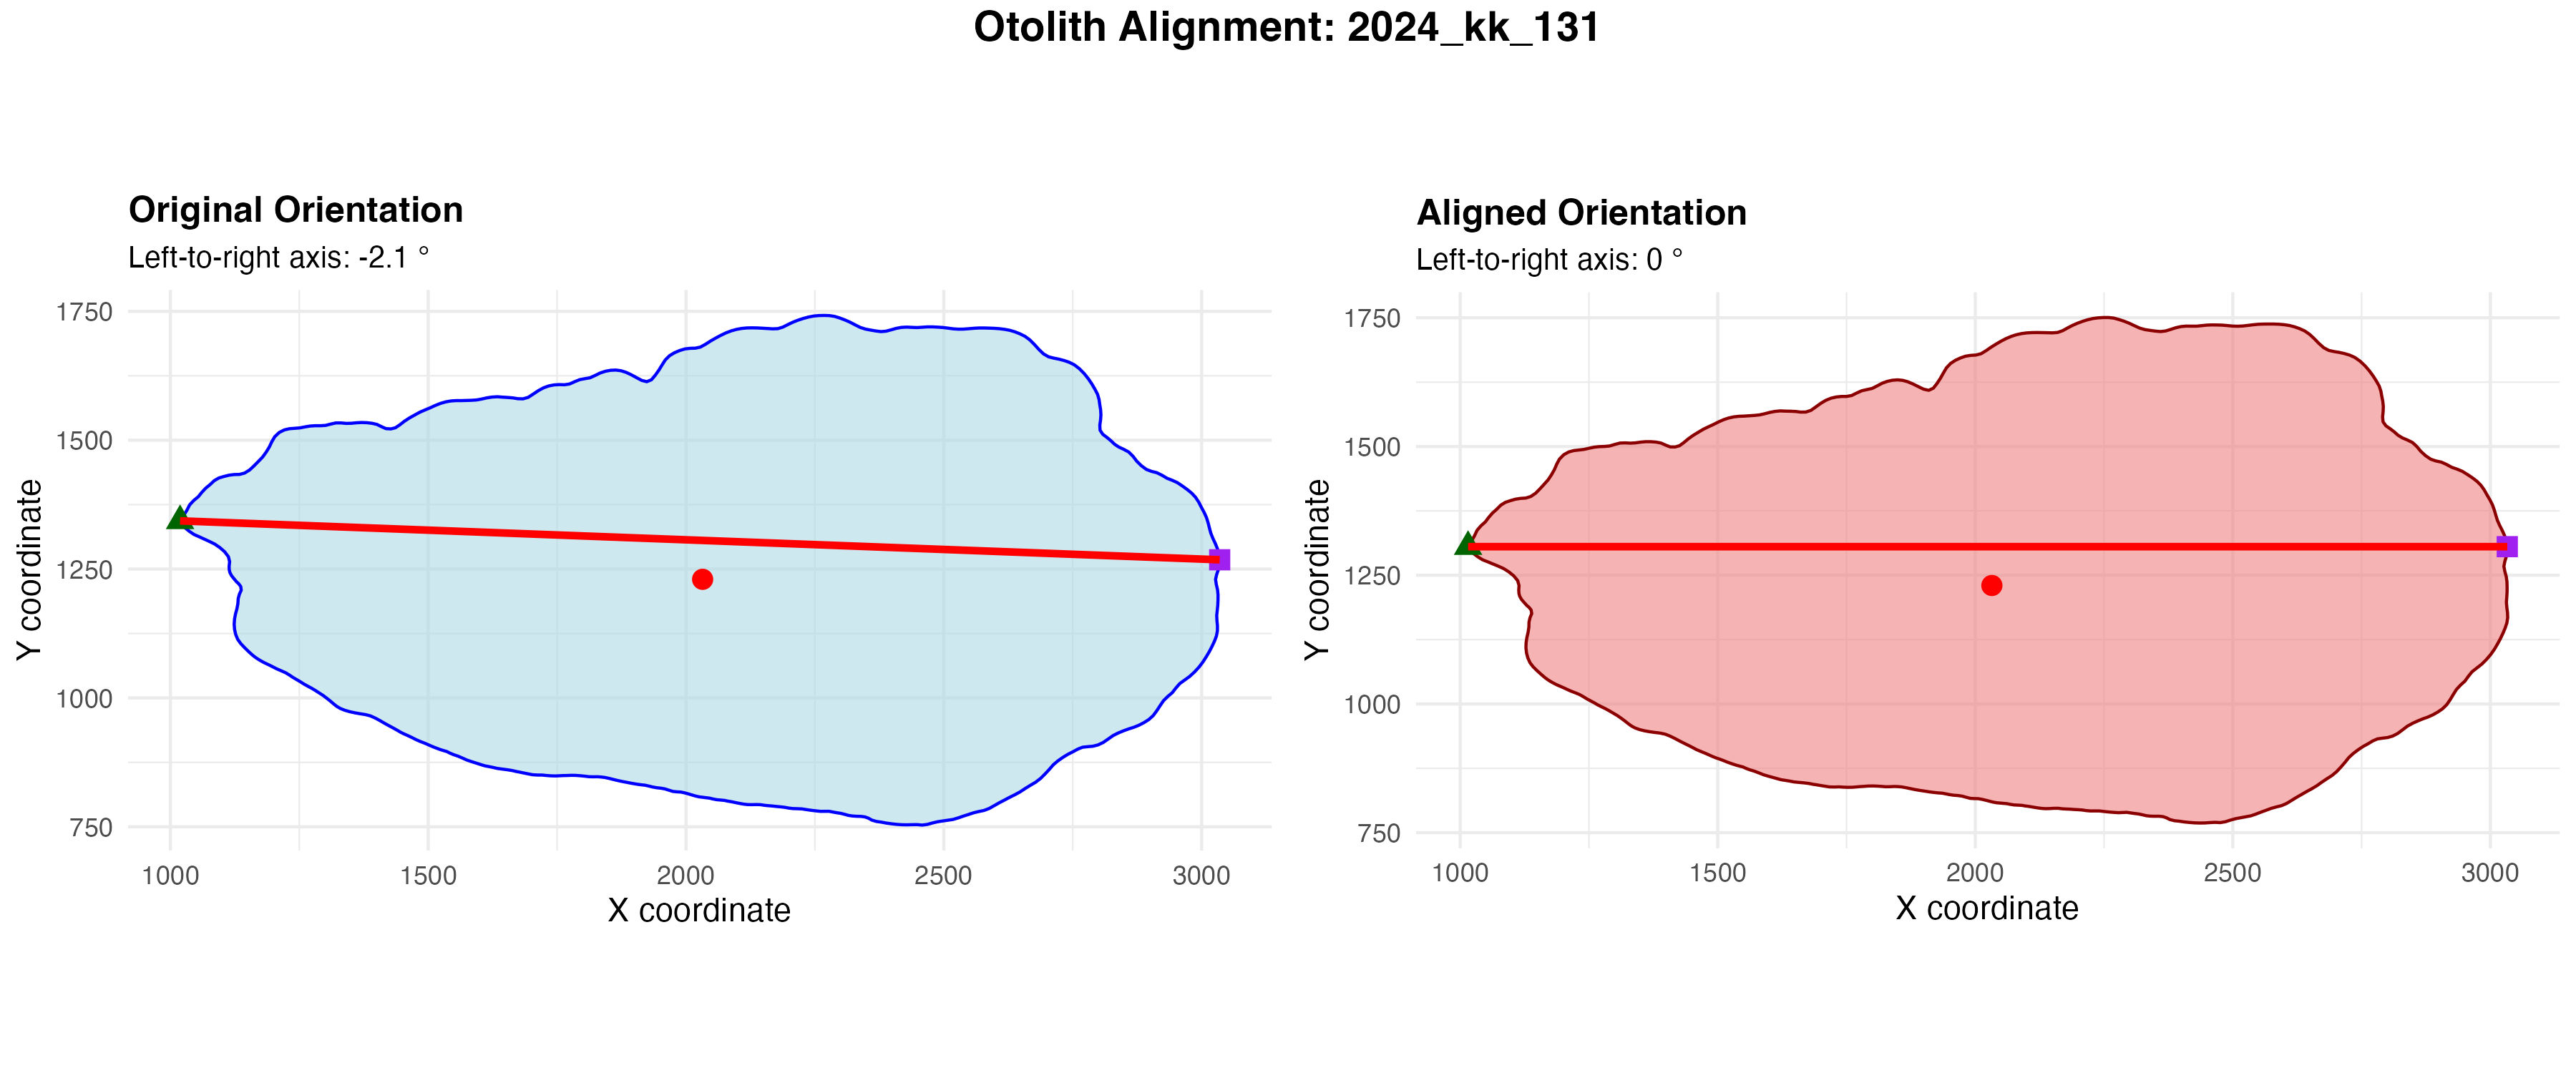 Otolith Alignment: 2024_kk_131
Original Orientation
Left-to-right axis: -2.1 °
1750
1500
1250
1000
750
Y coordinate
1000 1500 2000 2500 3000
X coordinate
Aligned Orientation
Left-to-right axis: 0 °
1750
1500
1250
1000
750
Y coordinate
1000 1500 2000 2500 3000
X coordinate